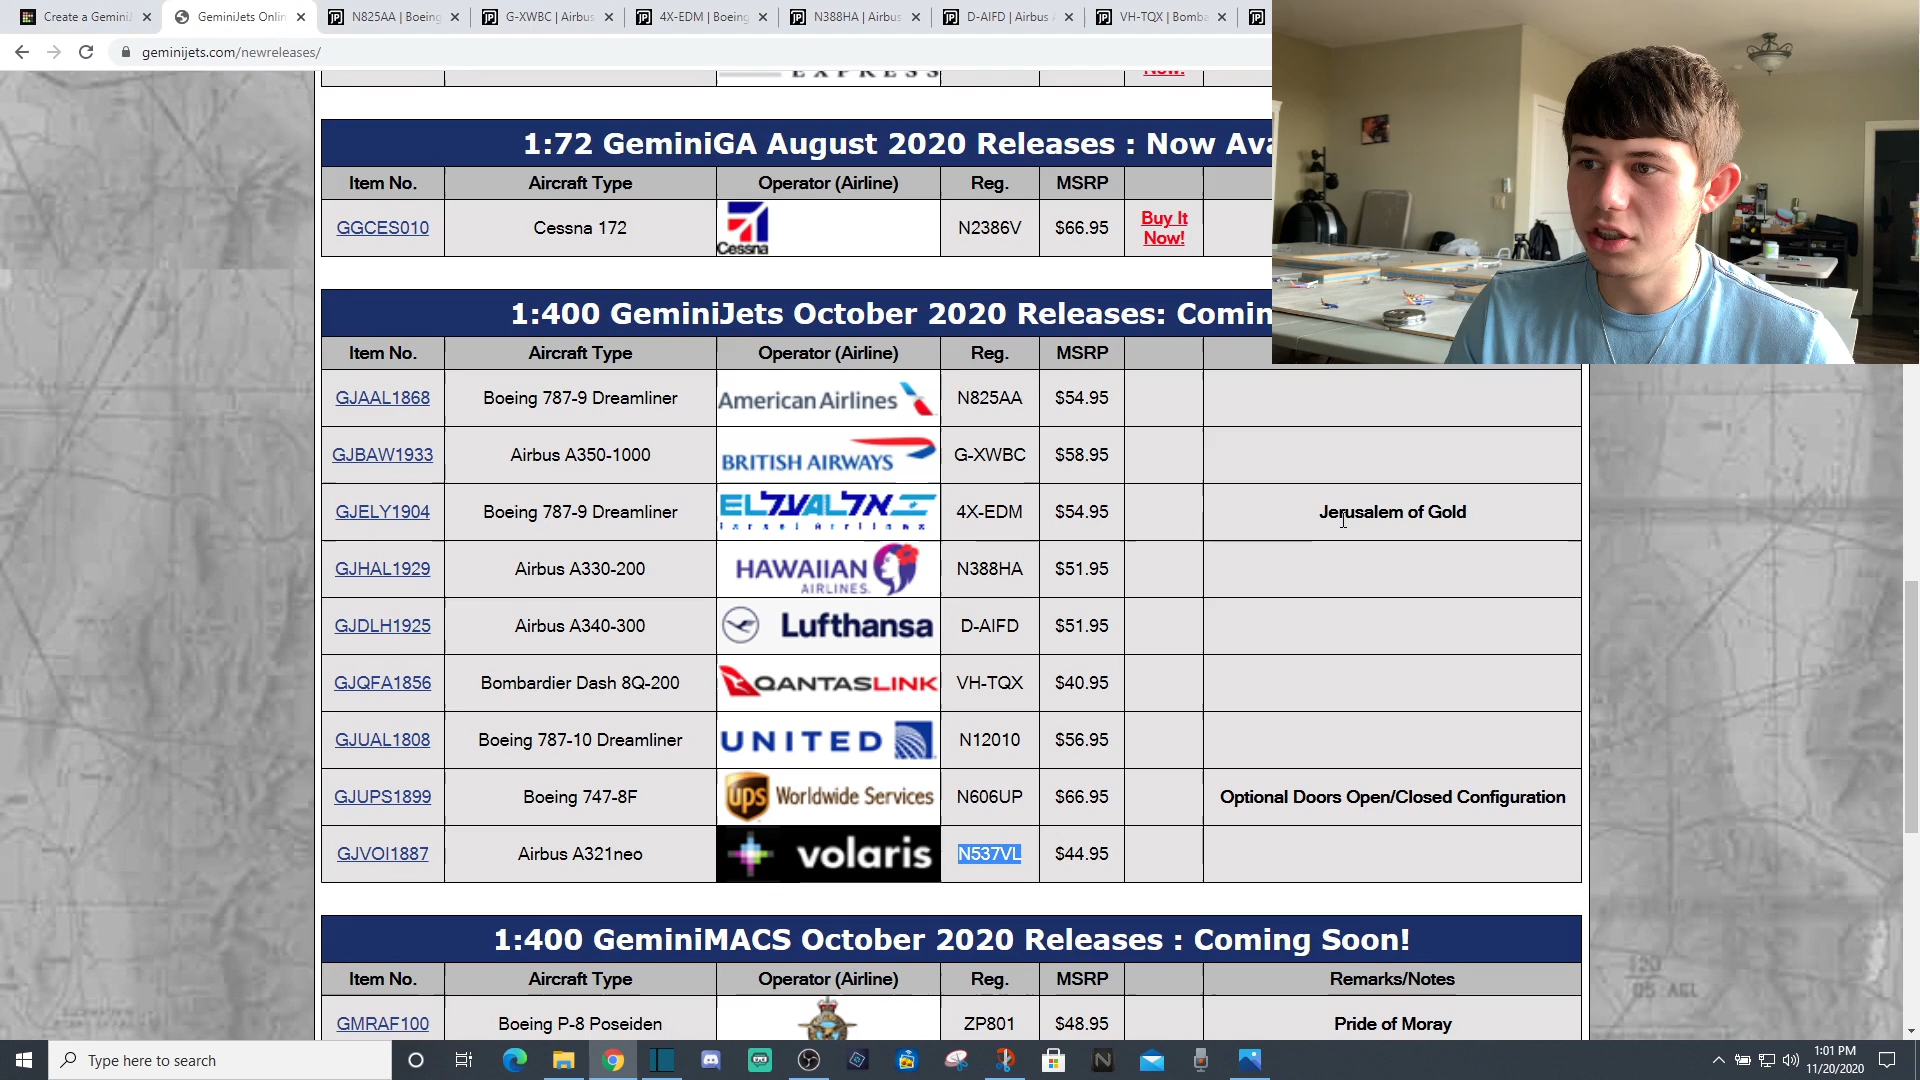 Create a GeminiJ
GeminiJets Onlin
N825AA | Boeing
G-XWBC | Airbus
4X-EDM | Boeing
N388HA | Airbus
D-AIFD | Airbus
VH-TQX | Bomba
geminijets.com/newreleases/
EXPRESS
Now!
1:72 GeminiGA August 2020 Releases : Now Ava
Item No. Aircraft Type Operator (Airline) Reg. MSRP
GGCES010 Cessna 172 Cessna N2386V $66.95 Buy It Now!
1:400 GeminiJets October 2020 Releases: Comin
Item No. Aircraft Type Operator (Airline) Reg. MSRP
GJAAL1868 Boeing 787-9 Dreamliner American Airlines N825AA $54.95
GJBAW1933 Airbus A350-1000 BRITISH AIRWAYS G-XWBC $58.95
GJELY1904 Boeing 787-9 Dreamliner EL AL אל על Israel Airlines 4X-EDM $54.95 Jerusalem of Gold
GJHAL1929 Airbus A330-200 HAWAIIAN AIRLINES. N388HA $51.95
GJDLH1925 Airbus A340-300 Lufthansa D-AIFD $51.95
GJQFA1856 Bombardier Dash 8Q-200 QANTASLINK VH-TQX $40.95
GJUAL1808 Boeing 787-10 Dreamliner UNITED N12010 $56.95
GJUPS1899 Boeing 747-8F ups Worldwide Services N606UP $66.95 Optional Doors Open/Closed Configuration
GJVOI1887 Airbus A321neo volaris N537VL $44.95
1:400 GeminiMACS October 2020 Releases : Coming Soon!
Item No. Aircraft Type Operator (Airline) Reg. MSRP Remarks/Notes
GMRAF100 Boeing P-8 Poseiden ZP801 $48.95 Pride of Moray
Type here to search
1:01 PM
11/20/2020